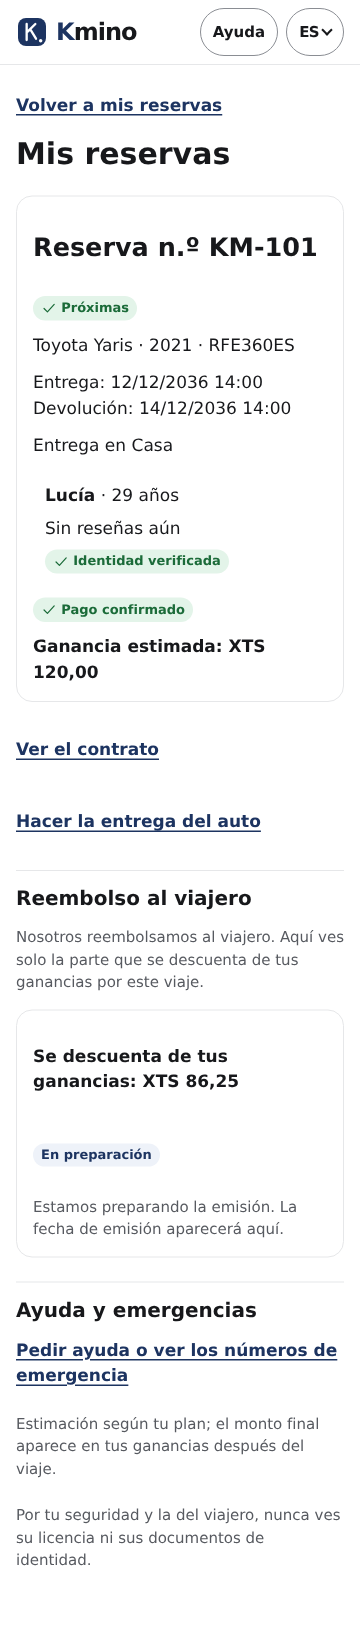 K Kmino
Ayuda
ES
Volver a mis reservas
Mis reservas
Reserva n.º KM-101
Próximas
Toyota Yaris · 2021 · RFE360ES
Entrega: 12/12/2036 14:00
Devolución: 14/12/2036 14:00
Entrega en Casa
Lucía · 29 años
Sin reseñas aún
Identidad verificada
Pago confirmado
Ganancia estimada: XTS
120,00
Ver el contrato
Hacer la entrega del auto
Reembolso al viajero
Nosotros reembolsamos al viajero. Aquí ves
solo la parte que se descuenta de tus
ganancias por este viaje.
Se descuenta de tus
ganancias: XTS 86,25
En preparación
Estamos preparando la emisión. La
fecha de emisión aparecerá aquí.
Ayuda y emergencias
Pedir ayuda o ver los números de
emergencia
Estimación según tu plan; el monto final
aparece en tus ganancias después del
viaje.
Por tu seguridad y la del viajero, nunca ves
su licencia ni sus documentos de
identidad.